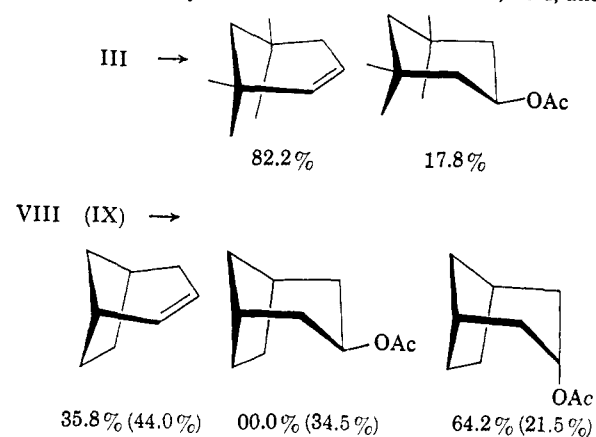 and
III →
OAc
82.2% 17.8%
VIII (IX) →
OAc
OAc
35.8% (44.0%) 00.0% (34.5%) 64.2% (21.5%)